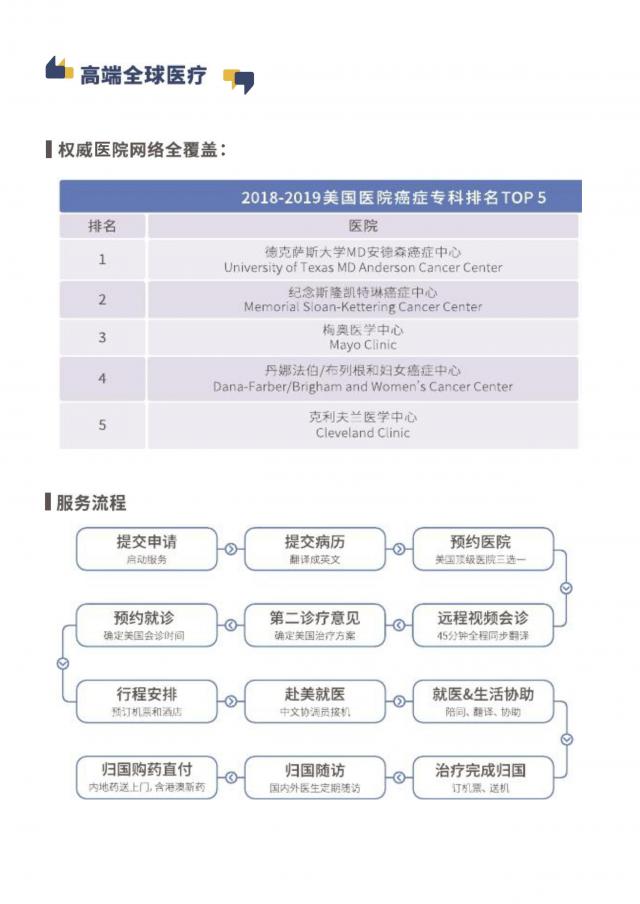 高端全球医疗
权威医院网络全覆盖：
2018-2019美国医院癌症专科排名TOP 5
排名 医院
1 德克萨斯大学MD安德森癌症中心
University of Texas MD Anderson Cancer Center
2 纪念斯隆凯特琳癌症中心
Memorial Sloan-Kettering Cancer Center
3 梅奥医学中心
Mayo Clinic
4 丹娜法伯/布列根和妇女癌症中心
Dana-Farber/Brigham and Women's Cancer Center
5 克利夫兰医学中心
Cleveland Clinic
服务流程
提交申请 提交病历 预约医院
启动服务 翻译成英文 美国顶级医院三选一
预约就诊 第二诊疗意见 远程视频会诊
确定美国会诊时间 确定美国治疗方案 45分钟全程同步翻译
行程安排 赴美就医 就医&生活协助
预订机票和酒店 中文协调员接机 陪同、翻译、协助
归国购药直付 归国随访 治疗完成归国
内地药送上门,含港澳新药 国内外医生定期随访 订机票、送机